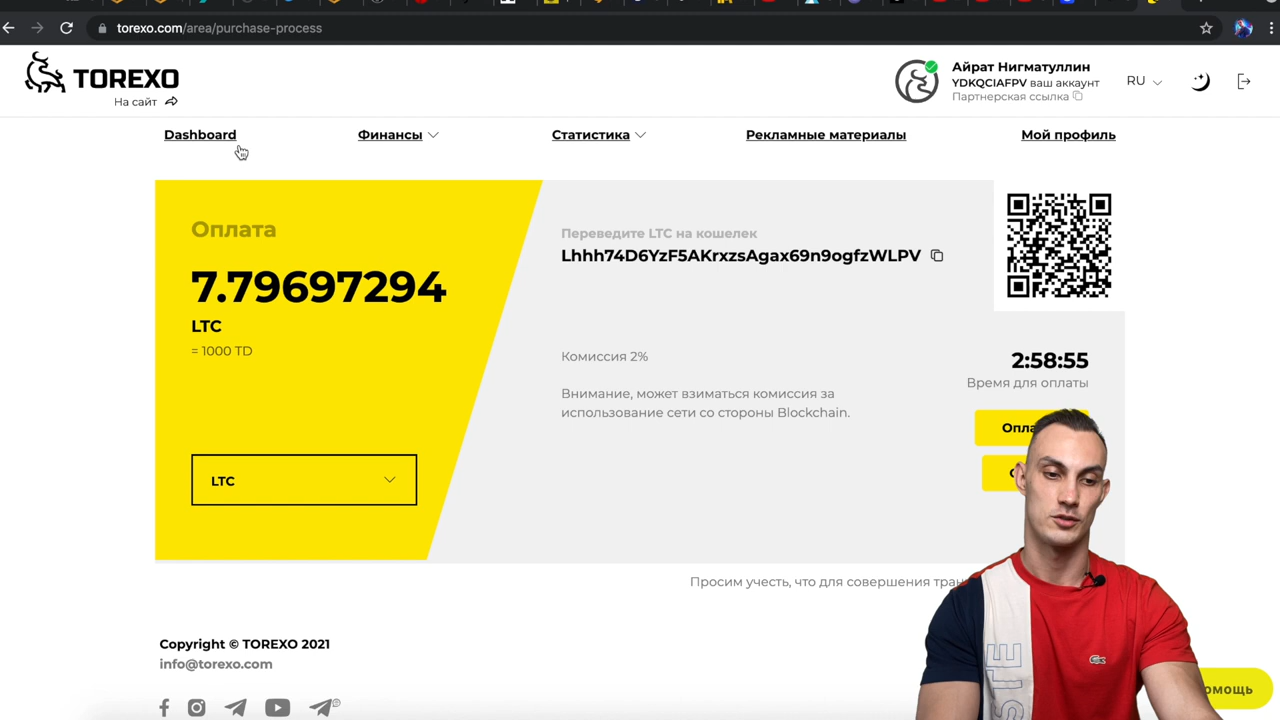 torexo.com/area/purchase-process
TOREXO
На сайт
Айрат Нигматуллин
YDKQCIAFPV ваш аккаунт
Партнерская ссылка
RU
Dashboard
Финансы
Статистика
Рекламные материалы
Мой профиль
Оплата
7.79697294
LTC
= 1000 TD
LTC
Переведите LTC на кошелек
Lhhh74D6YzF5AKrxzsAgax69n9ogfzWLPV
Комиссия 2%
Внимание, может взиматься комиссия за
использование сети со стороны Blockchain.
2:58:55
Время для оплаты
Просим учесть, что для совершения
Copyright © TOREXO 2021
info@torexo.com